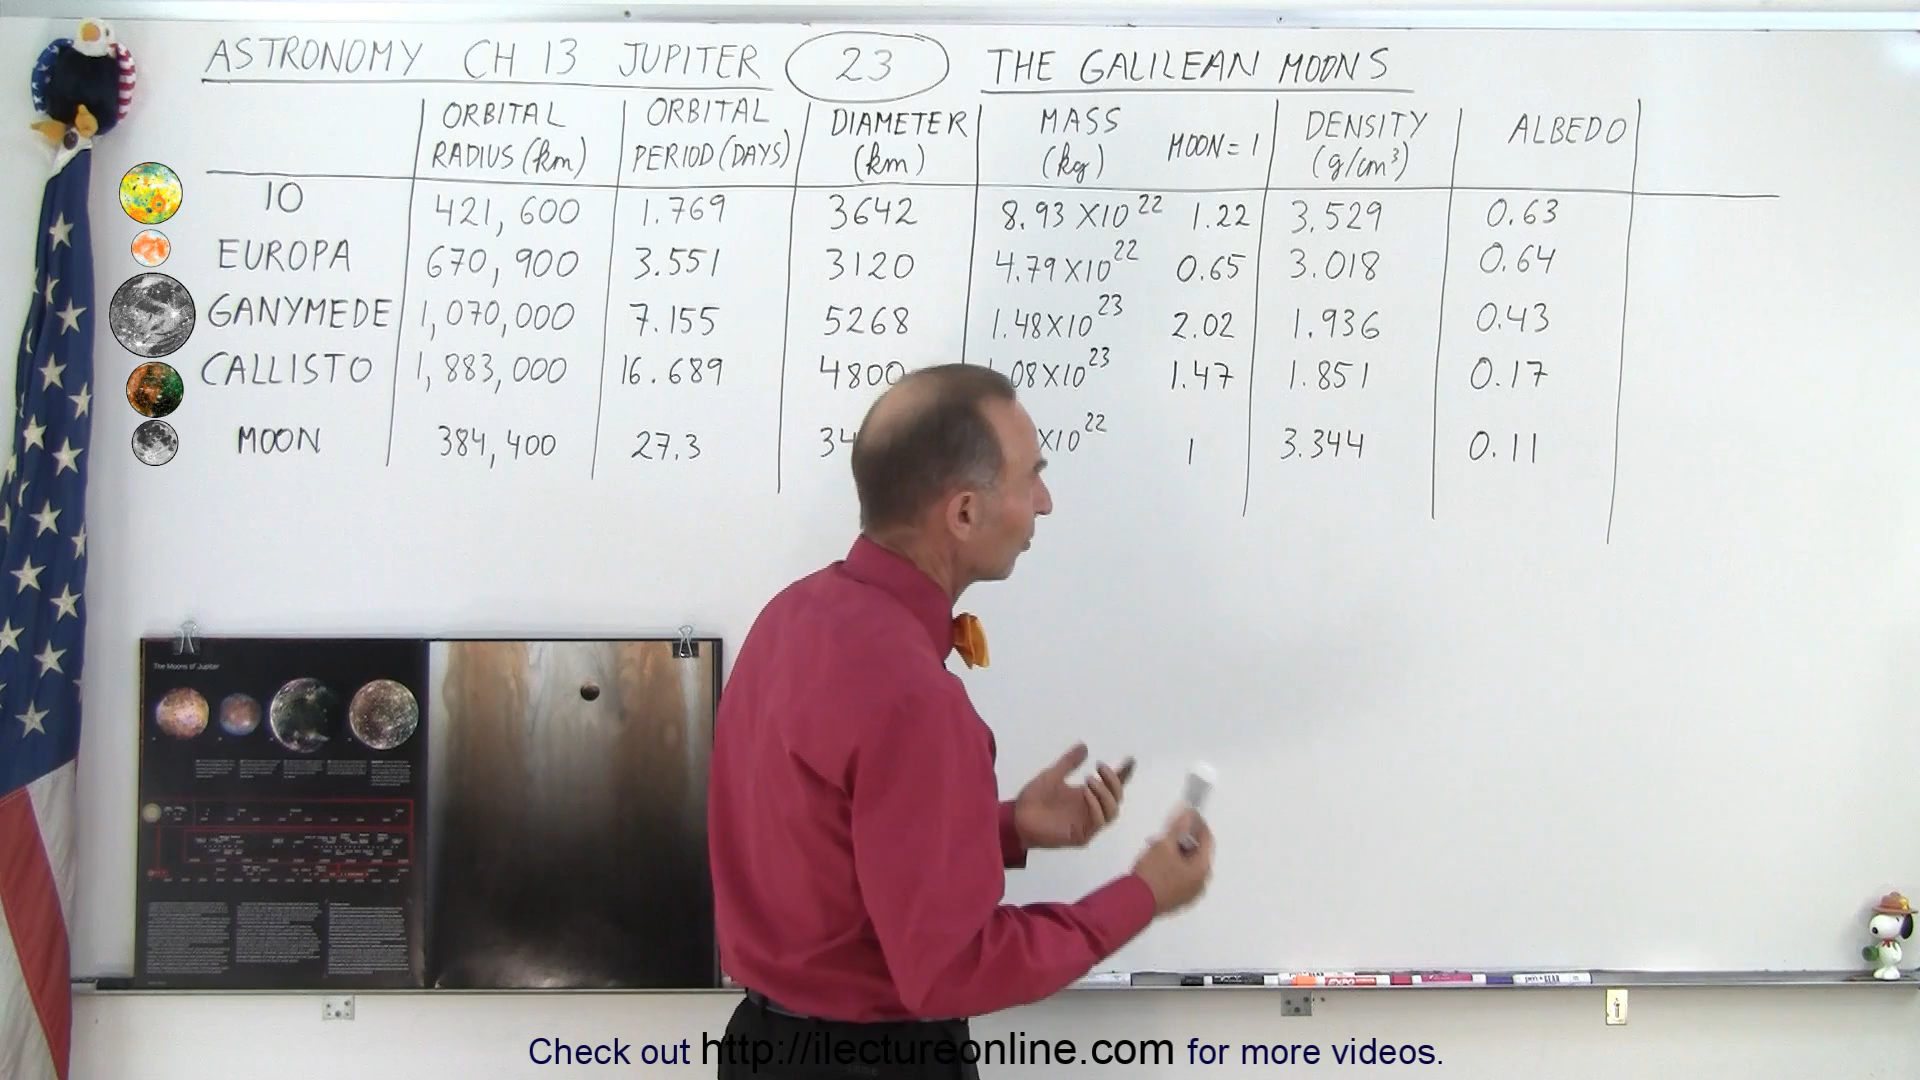 ASTRONOMY CH 13 JUPITER 23 THE GALILEAN MOONS
ORBITAL RADIUS (km) ORBITAL PERIOD (DAYS) DIAMETER (km) MASS (kg) MOON = 1 DENSITY (g/cm³) ALBEDO
IO 421,600 1.769 3642 8.93 X10²² 1.22 3.529 0.63
EUROPA 670,900 3.551 3120 4.79 X10²² 0.65 3.018 0.64
GANYMEDE 1,070,000 7.155 5268 1.48 X10²³ 2.02 1.936 0.43
CALLISTO 1,883,000 16.689 4800 08 X10²³ 1.47 1.851 0.17
MOON 384,400 27.3 34 X10²² 1 3.344 0.11
The Moons of Jupiter
Check out http://ilectureonline.com for more videos.